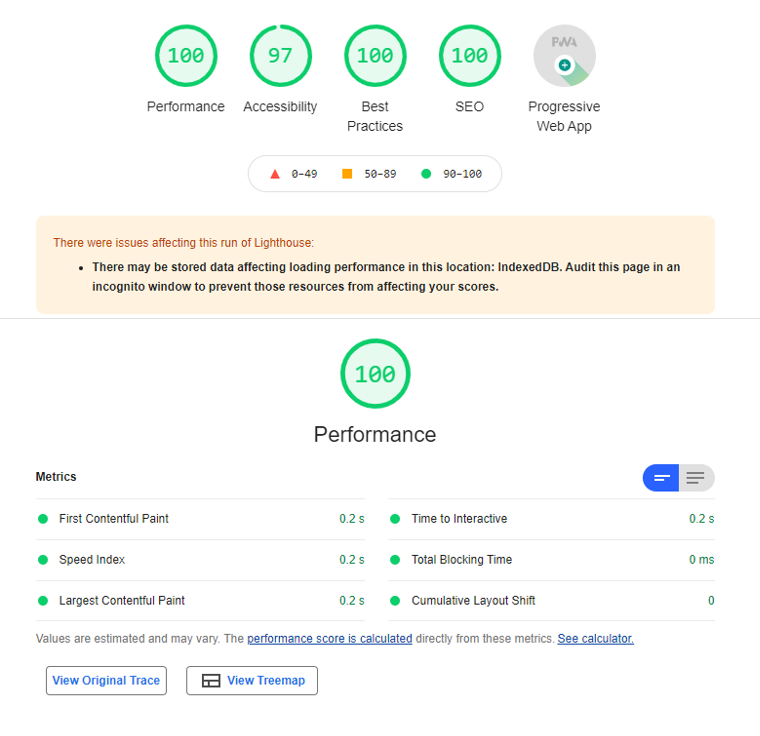 100 97 100 100 PWA
Performance Accessibility Best SEO Progressive
Practices Web App
0–49 50–89 90–100
There were issues affecting this run of Lighthouse:
• There may be stored data affecting loading performance in this location: IndexedDB. Audit this page in an
incognito window to prevent those resources from affecting your scores.
100
Performance
Metrics
First Contentful Paint 0.2 s Time to Interactive 0.2 s
Speed Index 0.2 s Total Blocking Time 0 ms
Largest Contentful Paint 0.2 s Cumulative Layout Shift 0
Values are estimated and may vary. The performance score is calculated directly from these metrics. See calculator.
View Original Trace View Treemap